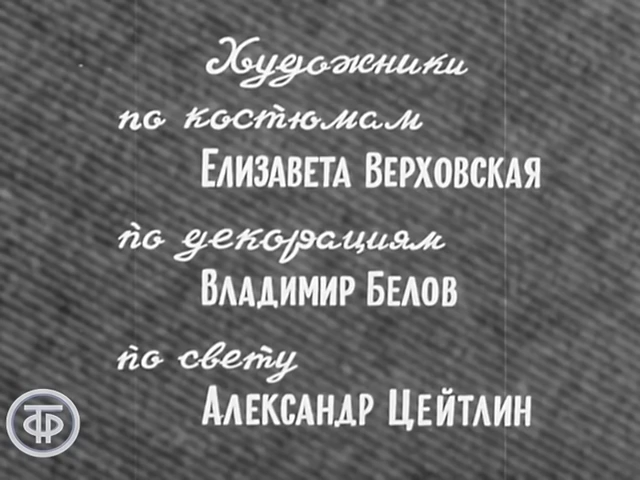 Художники
по костюмам
ЕЛИЗАВЕТА ВЕРХОВСКАЯ
по декорациям
ВЛАДИМИР БЕЛОВ
по свету
АЛЕКСАНДР ЦЕЙТЛИН